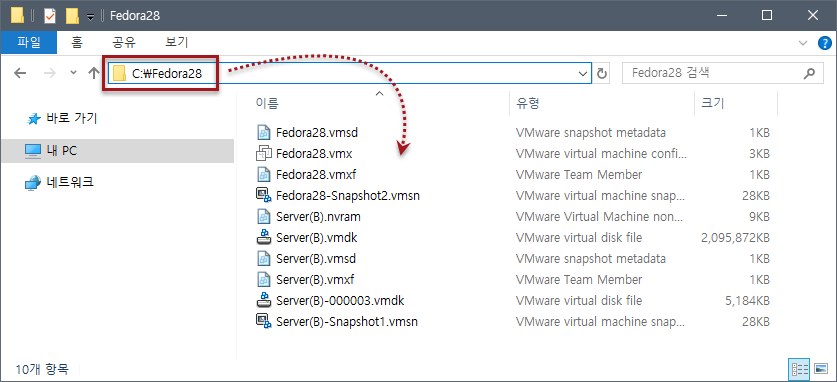 Fedora28
파일 홈 공유 보기
C:₩Fedora28 Fedora28 검색
이름 유형 크기
바로 가기
내 PC
네트워크
Fedora28.vmsd VMware snapshot metadata 1KB
Fedora28.vmx VMware virtual machine confi... 3KB
Fedora28.vmxf VMware Team Member 1KB
Fedora28-Snapshot2.vmsn VMware virtual machine snap... 28KB
Server(B).nvram VMware Virtual Machine non... 9KB
Server(B).vmdk VMware virtual disk file 2,095,872KB
Server(B).vmsd VMware snapshot metadata 1KB
Server(B).vmxf VMware Team Member 1KB
Server(B)-000003.vmdk VMware virtual disk file 5,184KB
Server(B)-Snapshot1.vmsn VMware virtual machine snap... 28KB
10개 항목